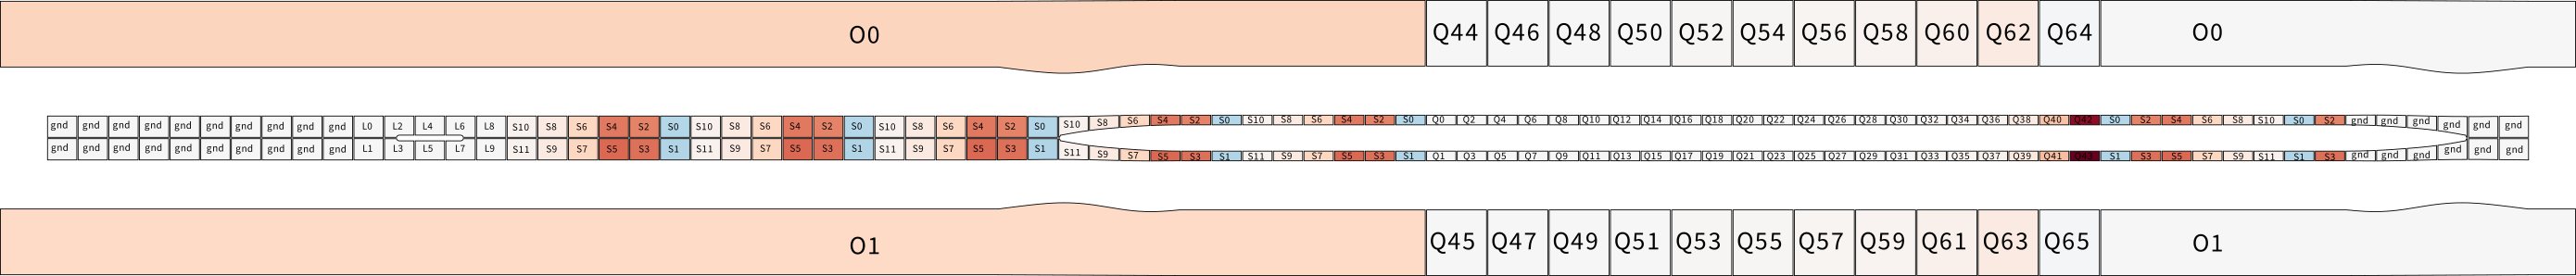 O0 Q44 Q46 Q48 Q50 Q52 Q54 Q56 Q58 Q60 Q62 Q64 O0
gnd gnd gnd gnd gnd gnd gnd gnd gnd gnd L0 L2 L4 L6 L8 S10 S8 S6 S4 S2 S0 S10 S8 S6 S4 S2 S0 S10 S8 S6 S4 S2 S0 S10 S8 S6 S4 S2 S0 S10 S8 S6 S4 S2 S0 Q0 Q2 Q4 Q6 Q8 Q10 Q12 Q14 Q16 Q18 Q20 Q22 Q24 Q26 Q28 Q30 Q32 Q34 Q36 Q38 Q40 Q42 S0 S2 S4 S6 S8 S10 S0 S2 gnd gnd gnd gnd gnd gnd
gnd gnd gnd gnd gnd gnd gnd gnd gnd gnd L1 L3 L5 L7 L9 S11 S9 S7 S5 S3 S1 S11 S9 S7 S5 S3 S1 S11 S9 S7 S5 S3 S1 S11 S9 S7 S5 S3 S1 S11 S9 S7 S5 S3 S1 Q1 Q3 Q5 Q7 Q9 Q11 Q13 Q15 Q17 Q19 Q21 Q23 Q25 Q27 Q29 Q31 Q33 Q35 Q37 Q39 Q41 Q43 S1 S3 S5 S7 S9 S11 S1 S3 gnd gnd gnd gnd gnd gnd
O1 Q45 Q47 Q49 Q51 Q53 Q55 Q57 Q59 Q61 Q63 Q65 O1